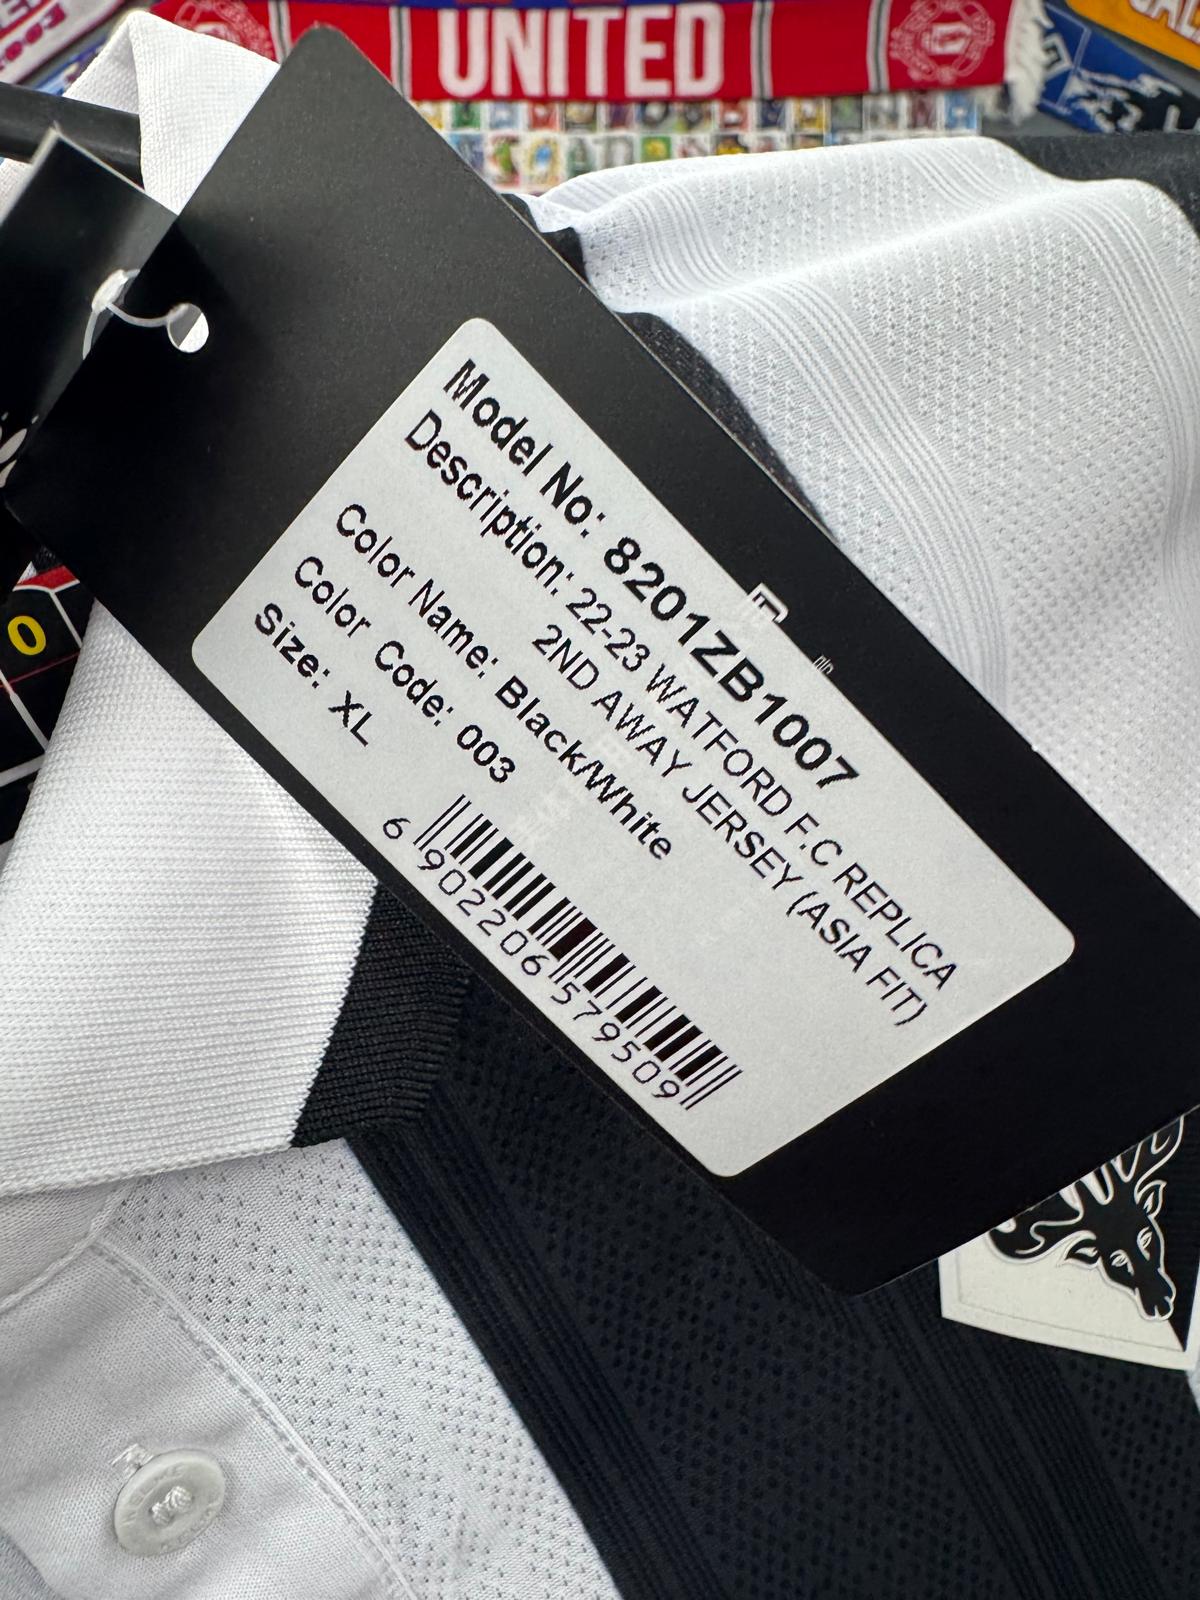 UNITED
Model No: 8201ZB1007
Description: 22-23 WATFORD F.C REPLICA
2ND AWAY JERSEY (ASIA FIT)
Color Name: Black/White
Color Code: 003
Size: XL
6 902206 579509
0